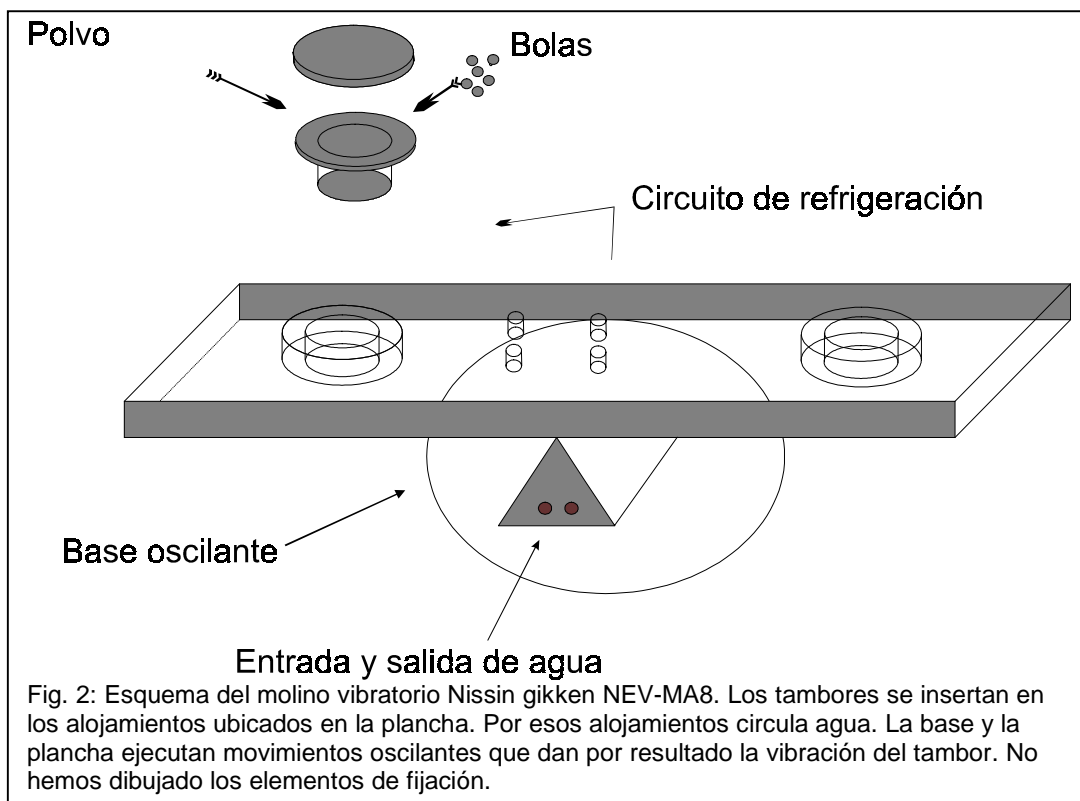 Polvo
Bolas
Circuito de refrigeración
Base oscilante
Entrada y salida de agua
Fig. 2: Esquema del molino vibratorio Nissin gikken NEV-MA8. Los tambores se insertan en
los alojamientos ubicados en la plancha. Por esos alojamientos circula agua. La base y la
plancha ejecutan movimientos oscilantes que dan por resultado la vibración del tambor. No
hemos dibujado los elementos de fijación.